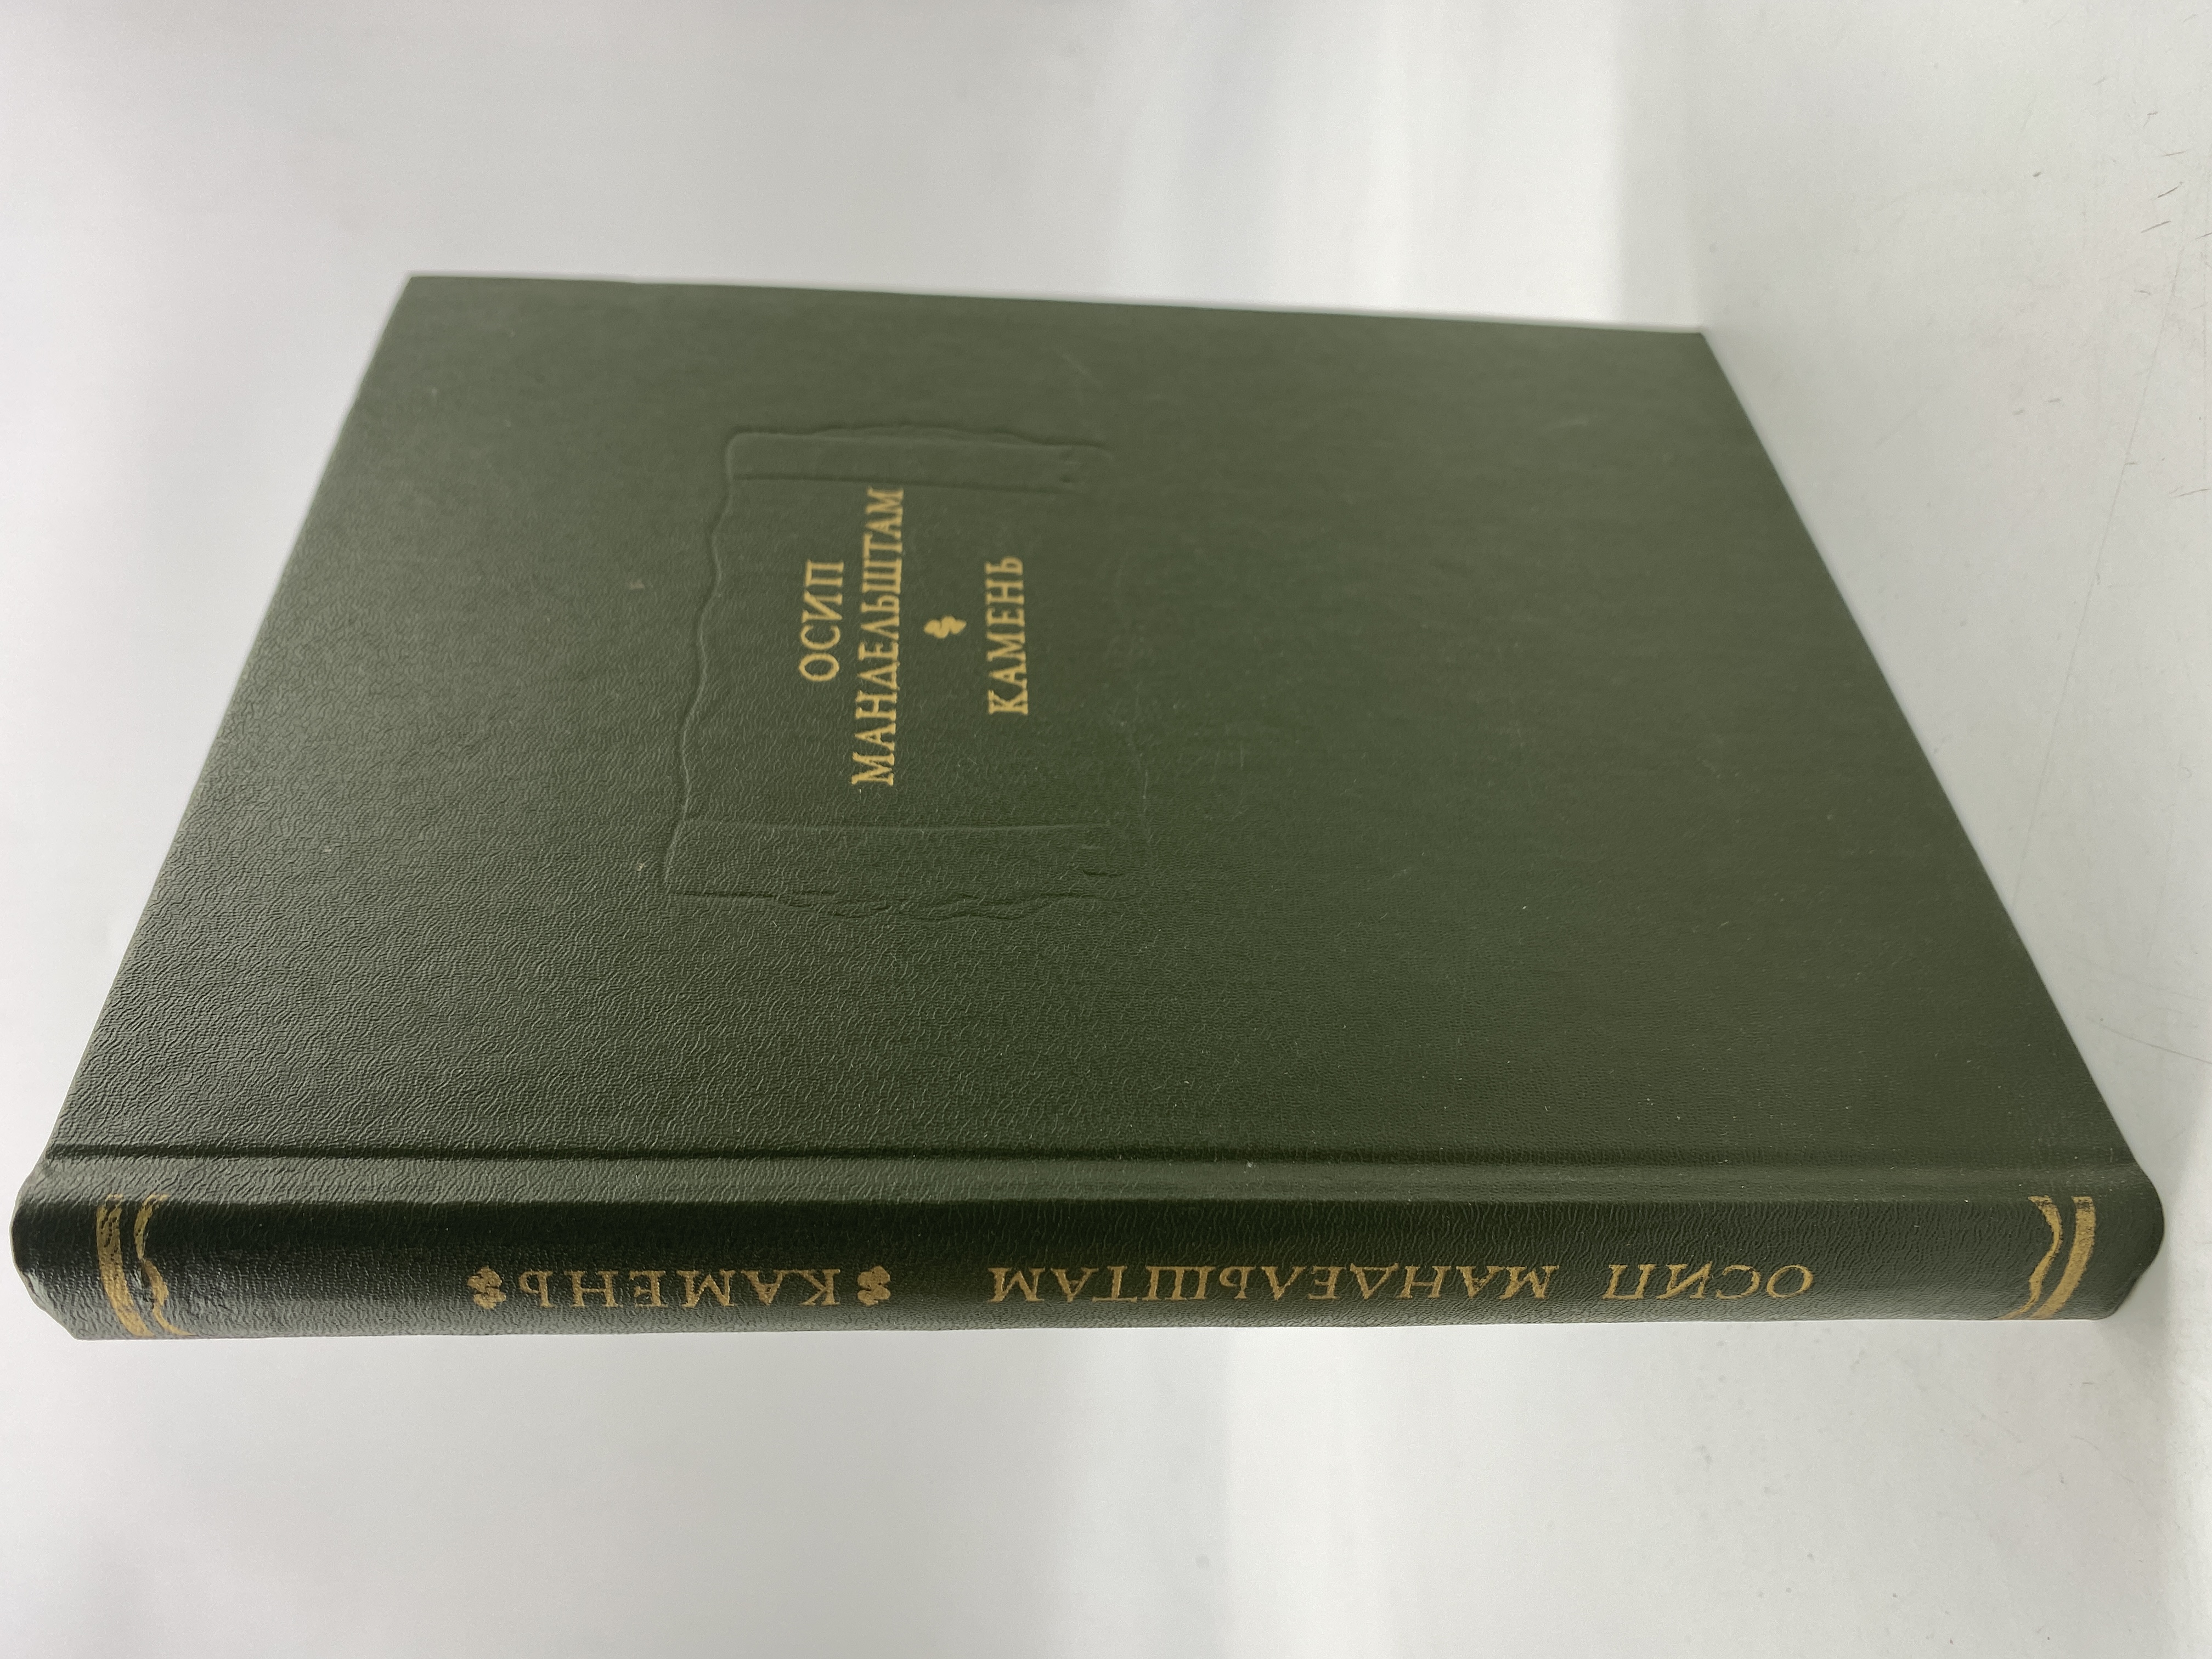 ОСИП
МАНДЕЛЬШТАМ
КАМЕНЬ
ОСИП МАНДЕЛЬШТАМ КАМЕНЬ